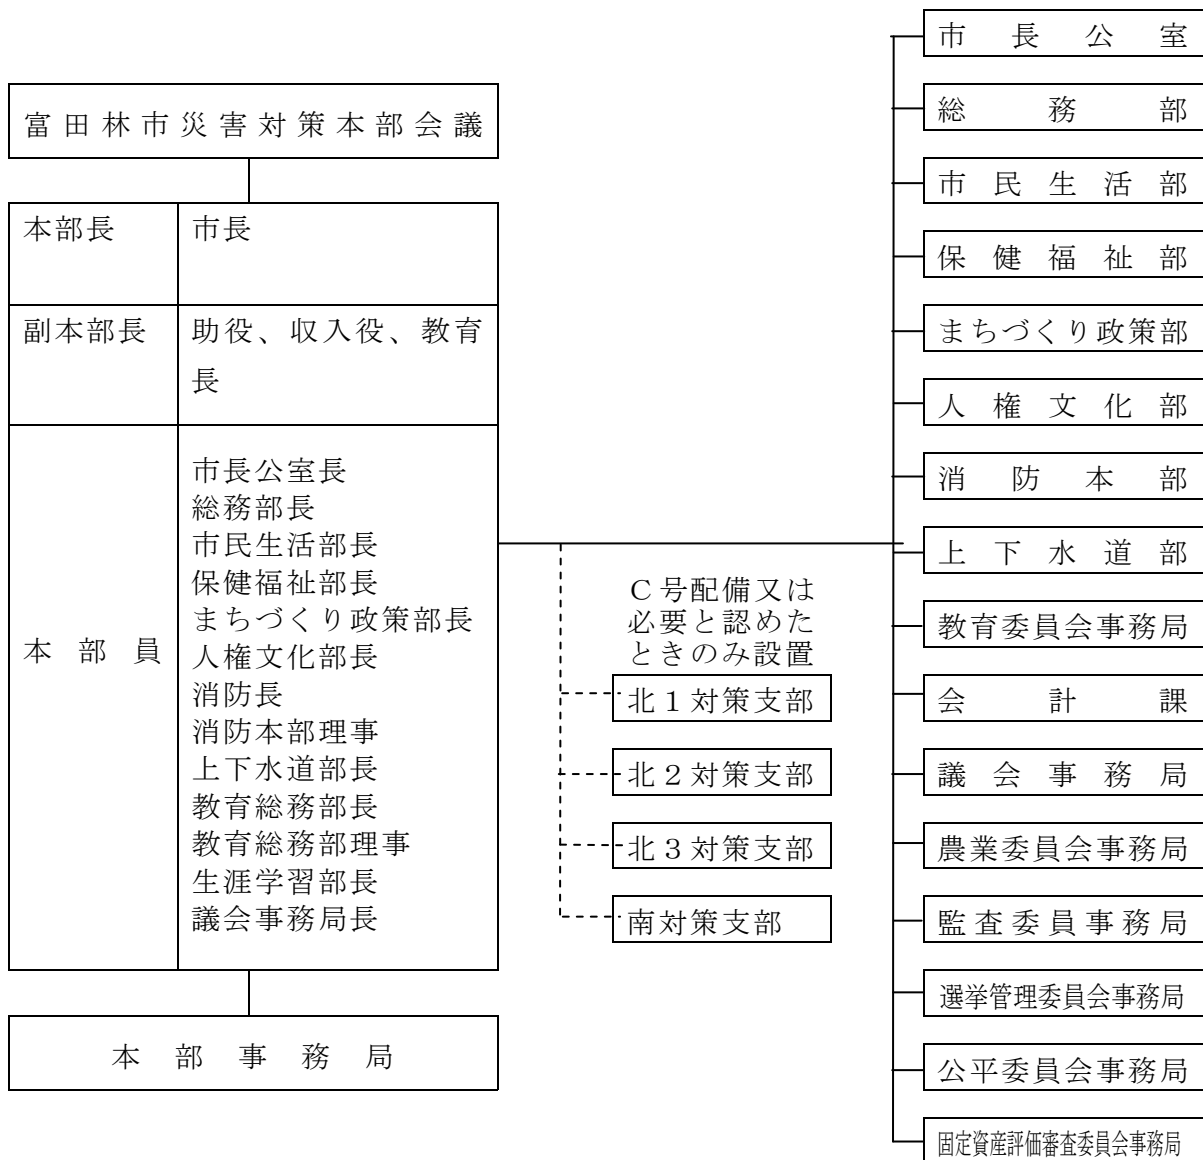 富田林市災害対策本部会議
本部長
市長
副本部長
助役、収入役、教育
長
本部員
市長公室長
総務部長
市民生活部長
保健福祉部長
まちづくり政策部長
人権文化部長
消防長
消防本部理事
上下水道部長
教育総務部長
教育総務部理事
生涯学習部長
議会事務局長
本部事務局
C号配備又は
必要と認めた
ときのみ設置
北1対策支部
北2対策支部
北3対策支部
南対策支部
市長公室
総務部
市民生活部
保健福祉部
まちづくり政策部
人権文化部
消防本部
上下水道部
教育委員会事務局
会計課
議会事務局
農業委員会事務局
監査委員事務局
選挙管理委員会事務局
公平委員会事務局
固定資産評価審査委員会事務局